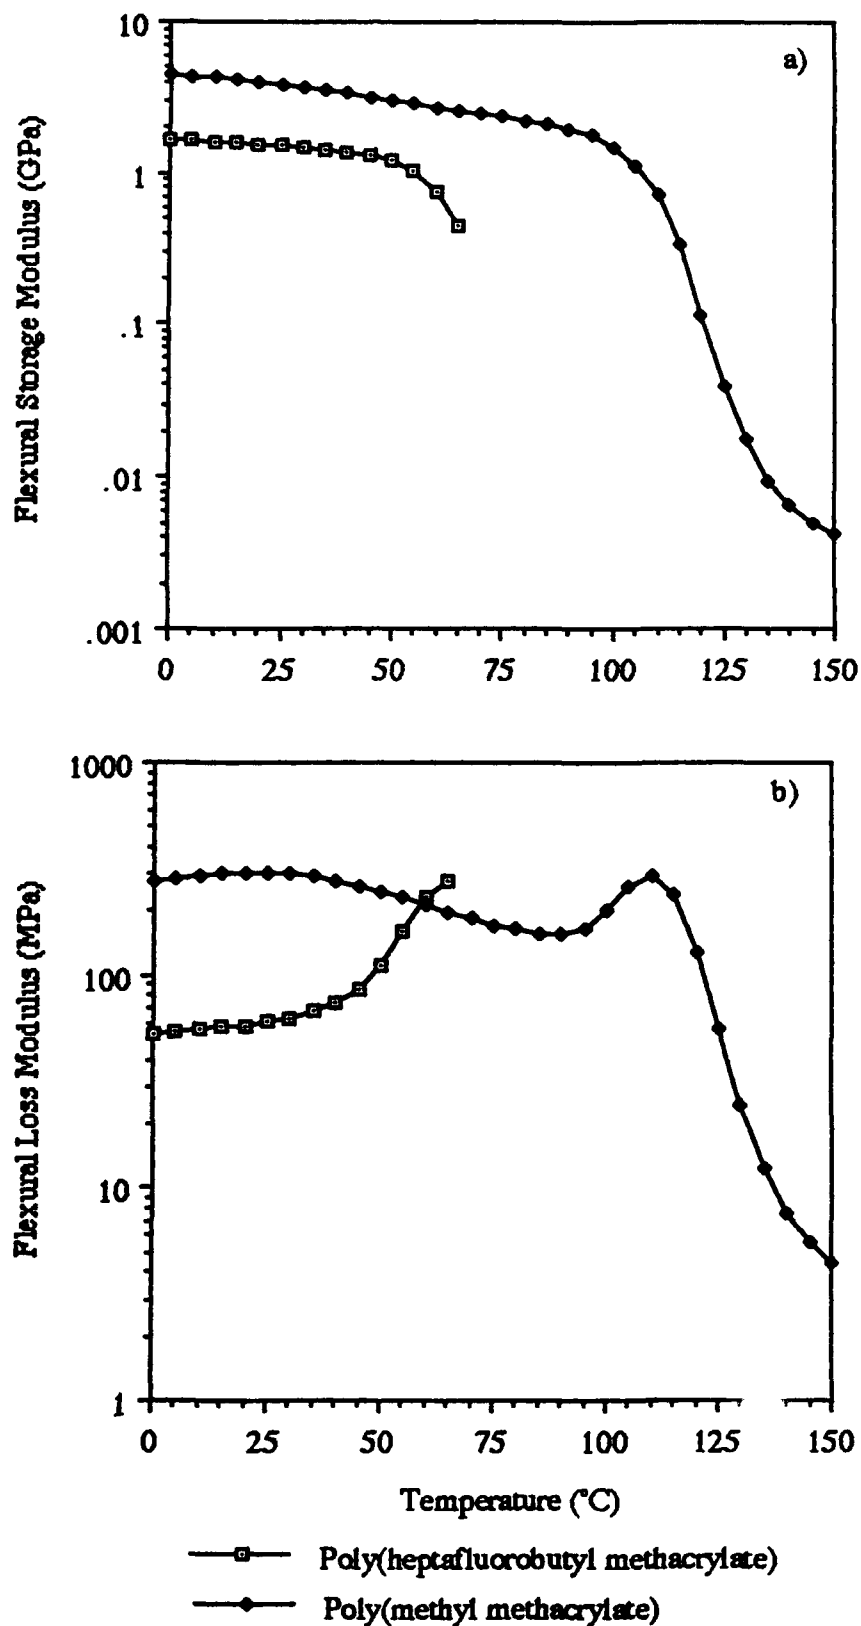 10
a)
1
.1
.01
.001
Flexural Storage Modulus (GPa)
0 25 50 75 100 125 150
1000
b)
100
10
1
Flexural Loss Modulus (MPa)
0 25 50 75 100 125 150
Temperature (°C)
Poly(heptafluorobutyl methacrylate)
Poly(methyl methacrylate)